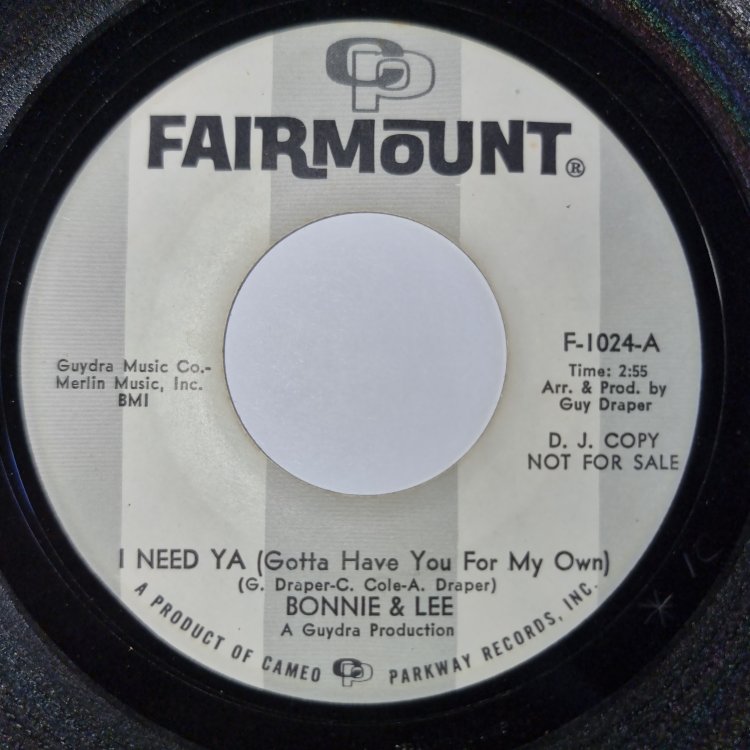 CP
FAIRMOUNT®
Guydra Music Co.-
Merlin Music, Inc.
BMI
F-1024-A
Time: 2:55
Arr. & Prod. by
Guy Draper
D. J. COPY
NOT FOR SALE
I NEED YA (Gotta Have You For My Own)
(G. Draper-C. Cole-A. Draper)
BONNIE & LEE
A Guydra Production
A PRODUCT OF CAMEO CP PARKWAY RECORDS, INC.